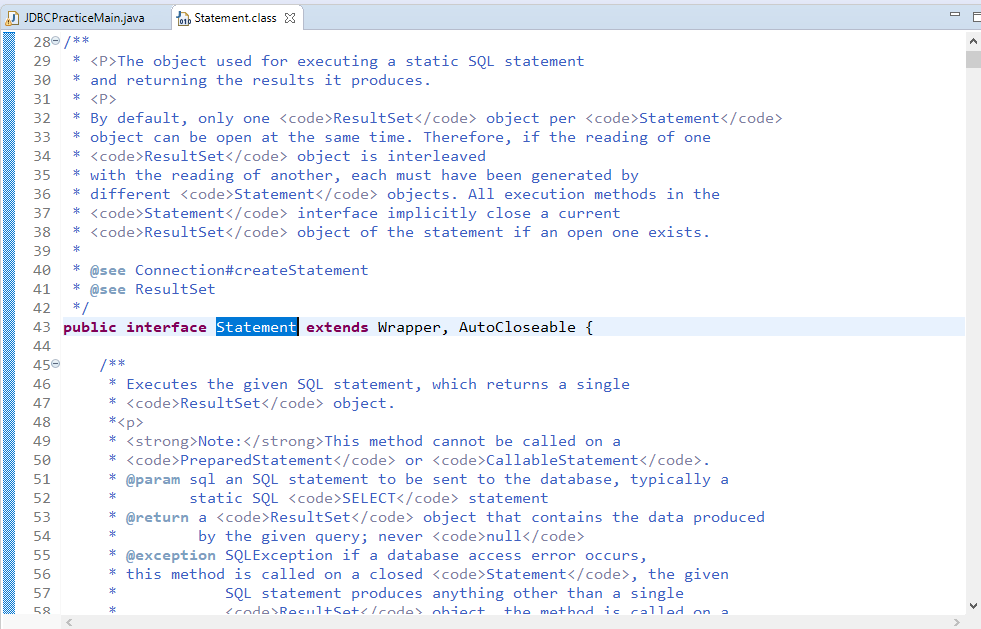 JDBCPracticeMain.java
Statement.class
28 /**
29  * <P>The object used for executing a static SQL statement
30  * and returning the results it produces.
31  * <P>
32  * By default, only one <code>ResultSet</code> object per <code>Statement</code>
33  * object can be open at the same time. Therefore, if the reading of one
34  * <code>ResultSet</code> object is interleaved
35  * with the reading of another, each must have been generated by
36  * different <code>Statement</code> objects. All execution methods in the
37  * <code>Statement</code> interface implicitly close a current
38  * <code>ResultSet</code> object of the statement if an open one exists.
39  *
40  * @see Connection#createStatement
41  * @see ResultSet
42  */
43 public interface Statement extends Wrapper, AutoCloseable {
44
45     /**
46      * Executes the given SQL statement, which returns a single
47      * <code>ResultSet</code> object.
48      *<p>
49      * <strong>Note:</strong>This method cannot be called on a
50      * <code>PreparedStatement</code> or <code>CallableStatement</code>.
51      * @param sql an SQL statement to be sent to the database, typically a
52      *        static SQL <code>SELECT</code> statement
53      * @return a <code>ResultSet</code> object that contains the data produced
54      *         by the given query; never <code>null</code>
55      * @exception SQLException if a database access error occurs,
56      * this method is called on a closed <code>Statement</code>, the given
57      *            SQL statement produces anything other than a single
58      *            <code>ResultSet</code> object, the method is called on a